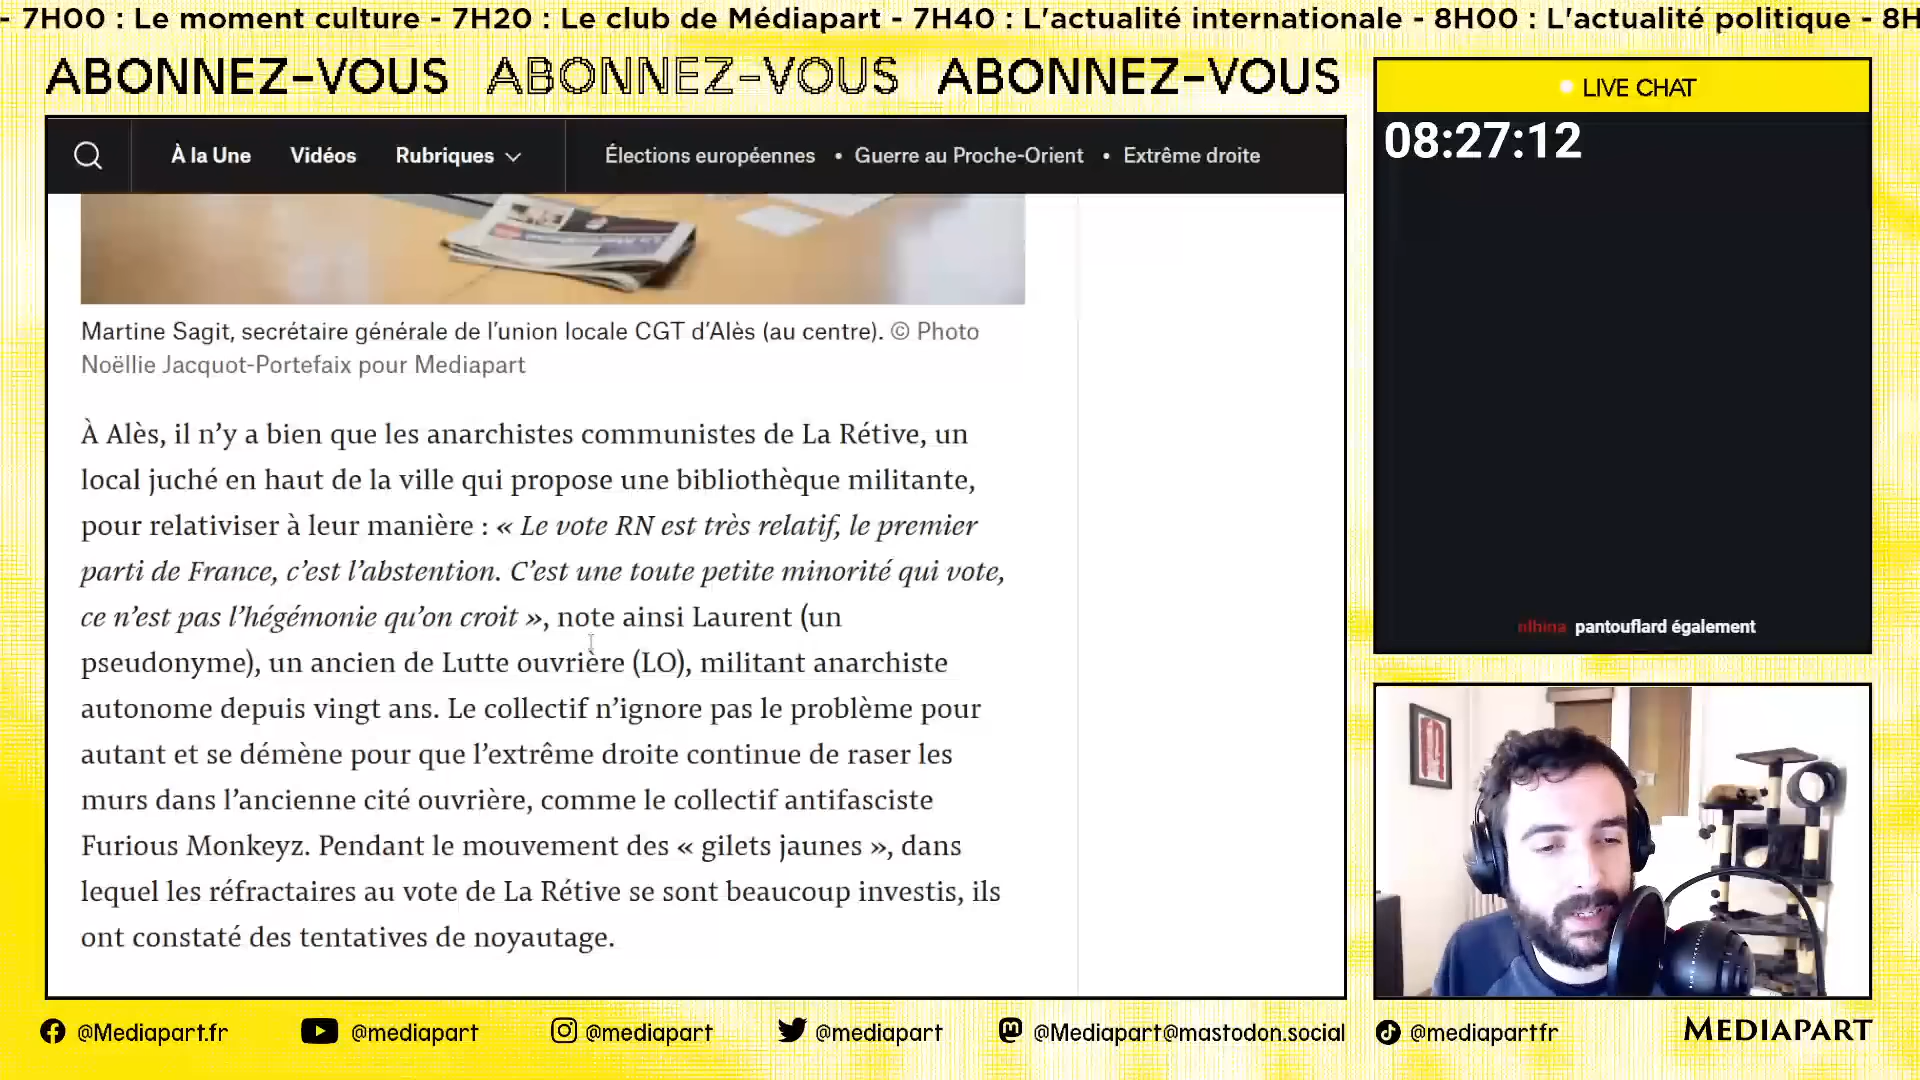 - 7H00 : Le moment culture - 7H20 : Le club de Médiapart - 7H40 : L'actualité internationale - 8H00 : L'actualité politique - 8H
ABONNEZ-VOUS ABONNEZ-VOUS ABONNEZ-VOUS
LIVE CHAT
08:27:12
À la Une Vidéos Rubriques Élections européennes • Guerre au Proche-Orient • Extrême droite
Martine Sagit, secrétaire générale de l’union locale CGT d’Alès (au centre). © Photo
Noëllie Jacquot-Portefaix pour Mediapart
À Alès, il n’y a bien que les anarchistes communistes de La Rétive, un
local juché en haut de la ville qui propose une bibliothèque militante,
pour relativiser à leur manière : « Le vote RN est très relatif, le premier
parti de France, c’est l’abstention. C’est une toute petite minorité qui vote,
ce n’est pas l’hégémonie qu’on croit », note ainsi Laurent (un
pseudonyme), un ancien de Lutte ouvrière (LO), militant anarchiste
autonome depuis vingt ans. Le collectif n’ignore pas le problème pour
autant et se démène pour que l’extrême droite continue de raser les
murs dans l’ancienne cité ouvrière, comme le collectif antifasciste
Furious Monkeyz. Pendant le mouvement des « gilets jaunes », dans
lequel les réfractaires au vote de La Rétive se sont beaucoup investis, ils
ont constaté des tentatives de noyautage.
pantouflard également
@Mediapart.fr @mediapart @mediapart @mediapart @Mediapart@mastodon.social @mediapartfr MEDIAPART